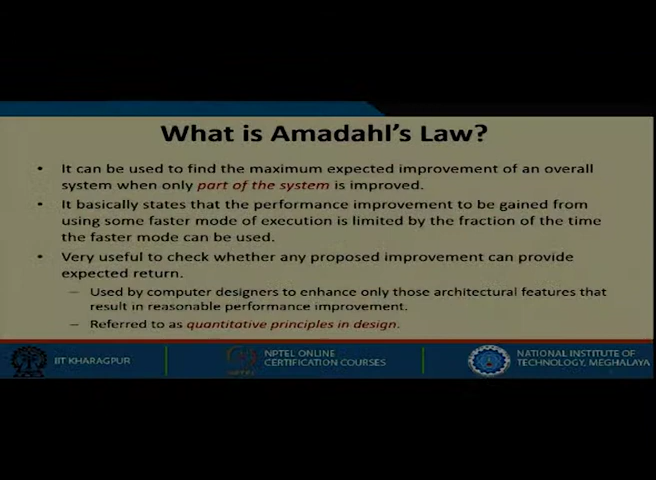 What is Amadahl's Law?
• It can be used to find the maximum expected improvement of an overall
system when only part of the system is improved.
• It basically states that the performance improvement to be gained from
using some faster mode of execution is limited by the fraction of the time
the faster mode can be used.
• Very useful to check whether any proposed improvement can provide
expected return.
– Used by computer designers to enhance only those architectural features that
result in reasonable performance improvement.
– Referred to as quantitative principles in design.
IIT KHARAGPUR
NPTEL ONLINE
CERTIFICATION COURSES
NATIONAL INSTITUTE OF
TECHNOLOGY, MEGHALAYA